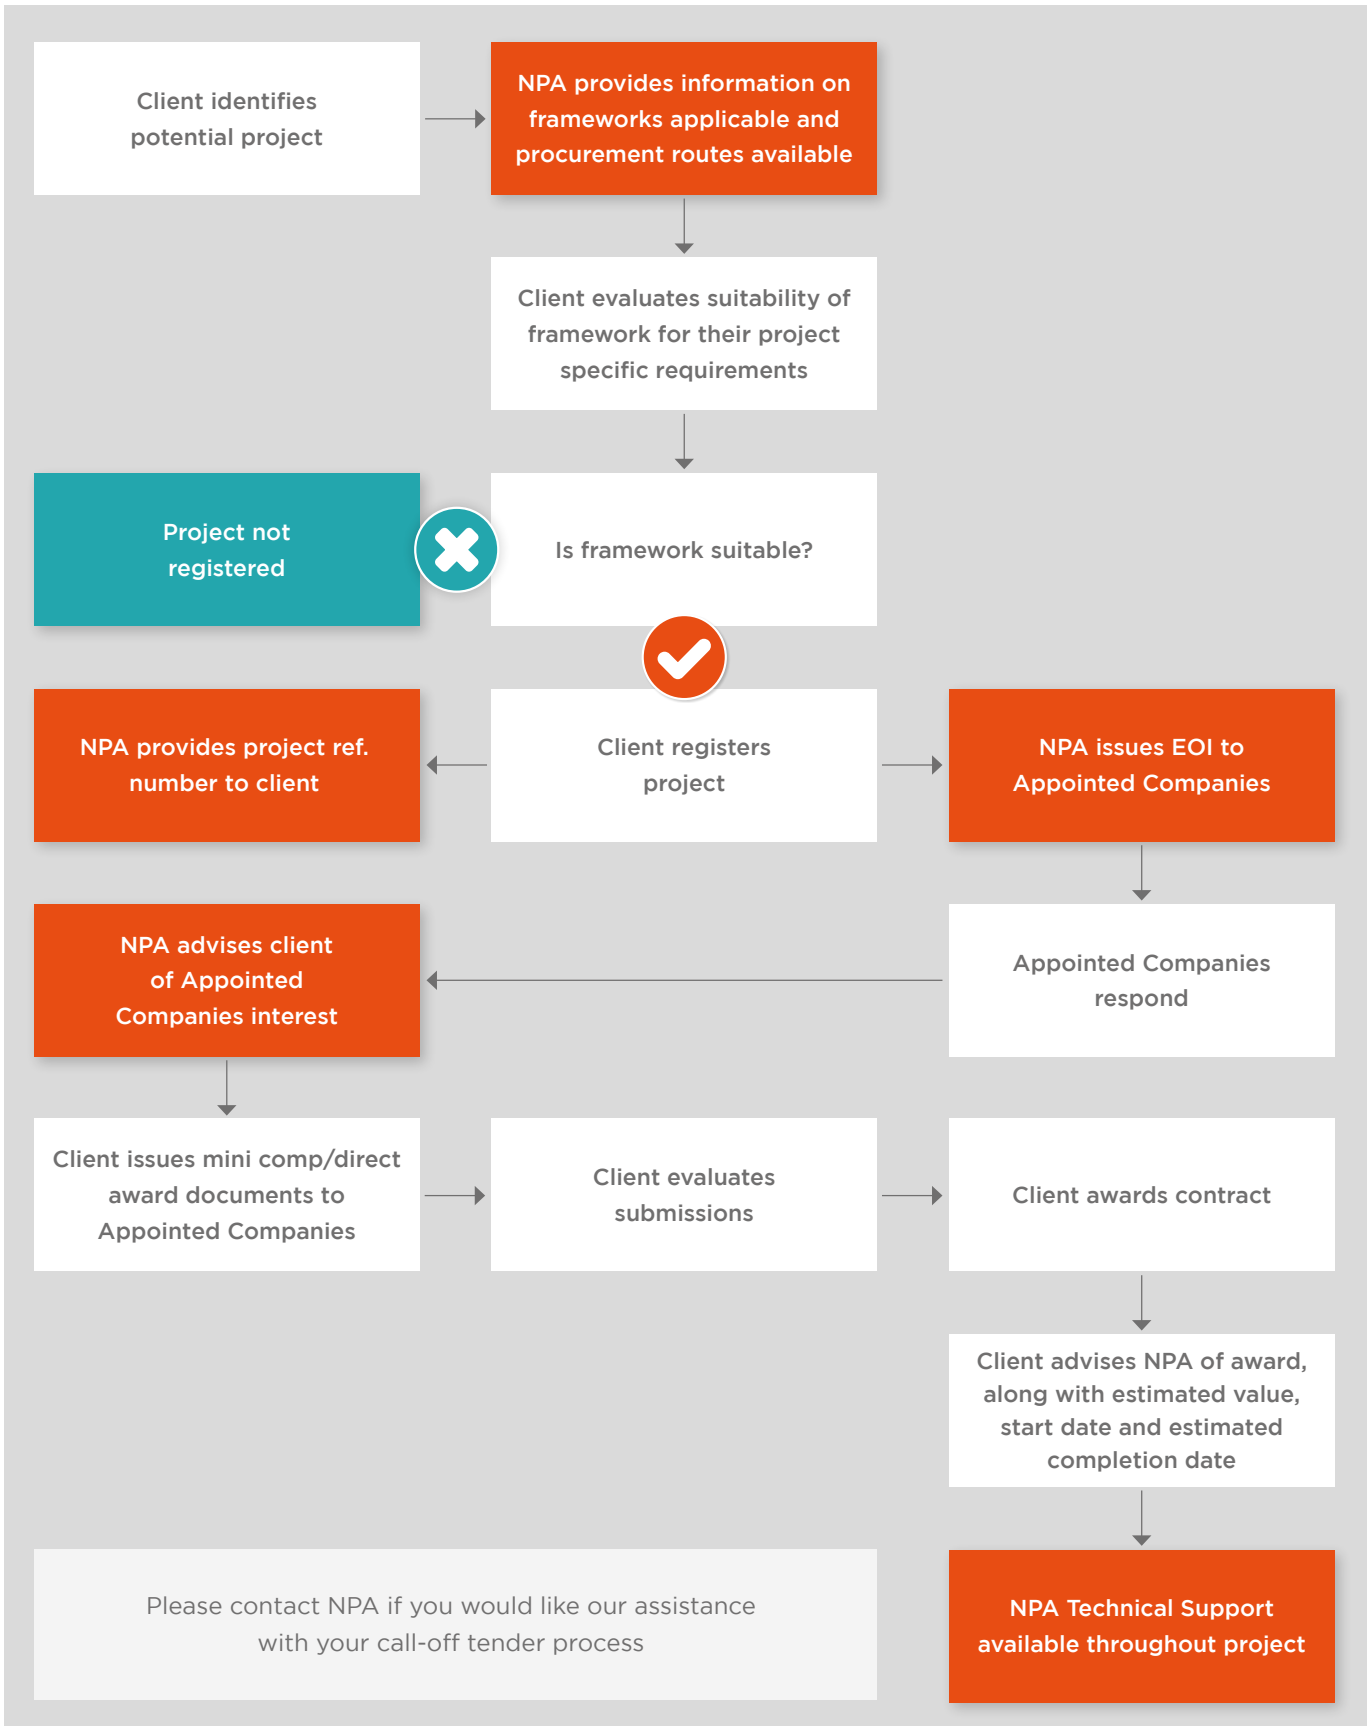 Client identifies
potential project
NPA provides information on
frameworks applicable and
procurement routes available
Client evaluates suitability of
framework for their project
specific requirements
Project not
registered
Is framework suitable?
NPA provides project ref.
number to client
Client registers
project
NPA issues EOI to
Appointed Companies
NPA advises client
of Appointed
Companies interest
Appointed Companies
respond
Client issues mini comp/direct
award documents to
Appointed Companies
Client evaluates
submissions
Client awards contract
Client advises NPA of award,
along with estimated value,
start date and estimated
completion date
Please contact NPA if you would like our assistance
with your call-off tender process
NPA Technical Support
available throughout project